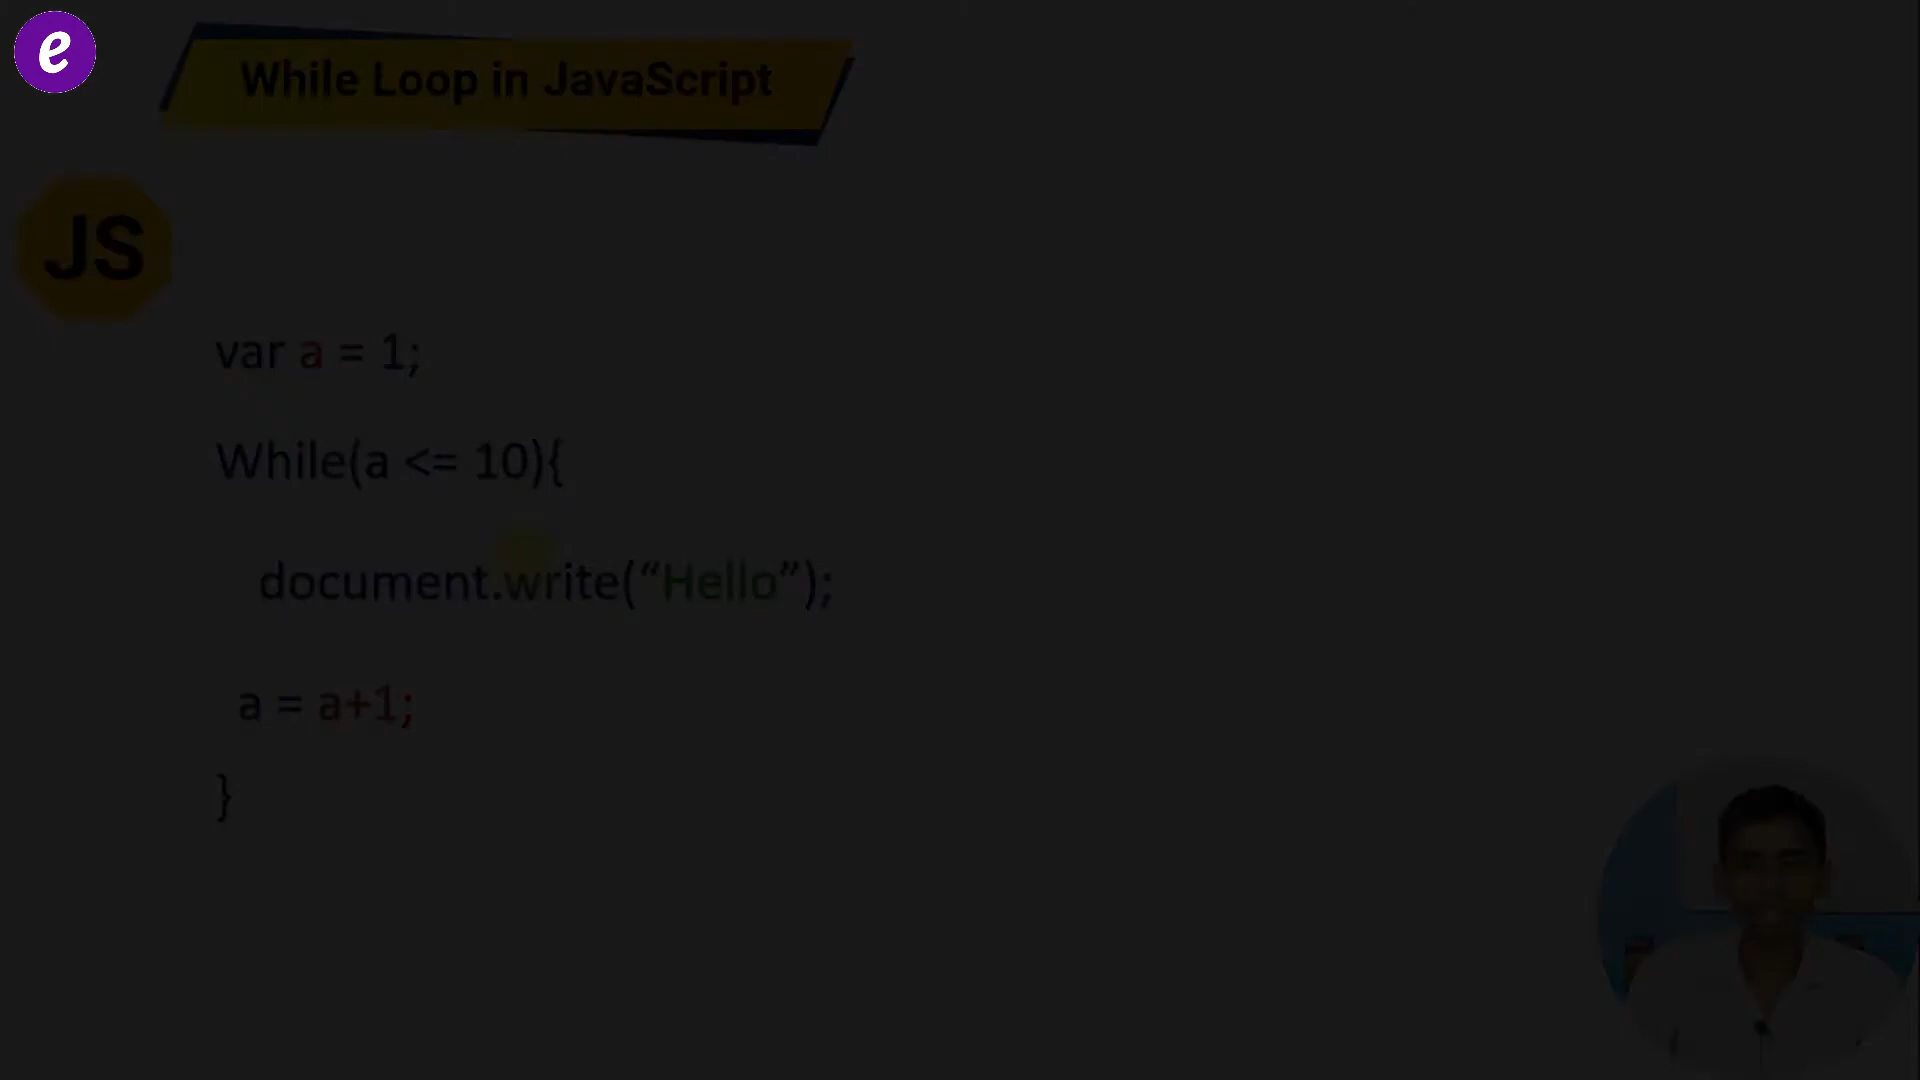 e
While Loop in JavaScript
JS
var a = 1;
While(a <= 10){
document.write(“Hello”);
a = a+1;
}